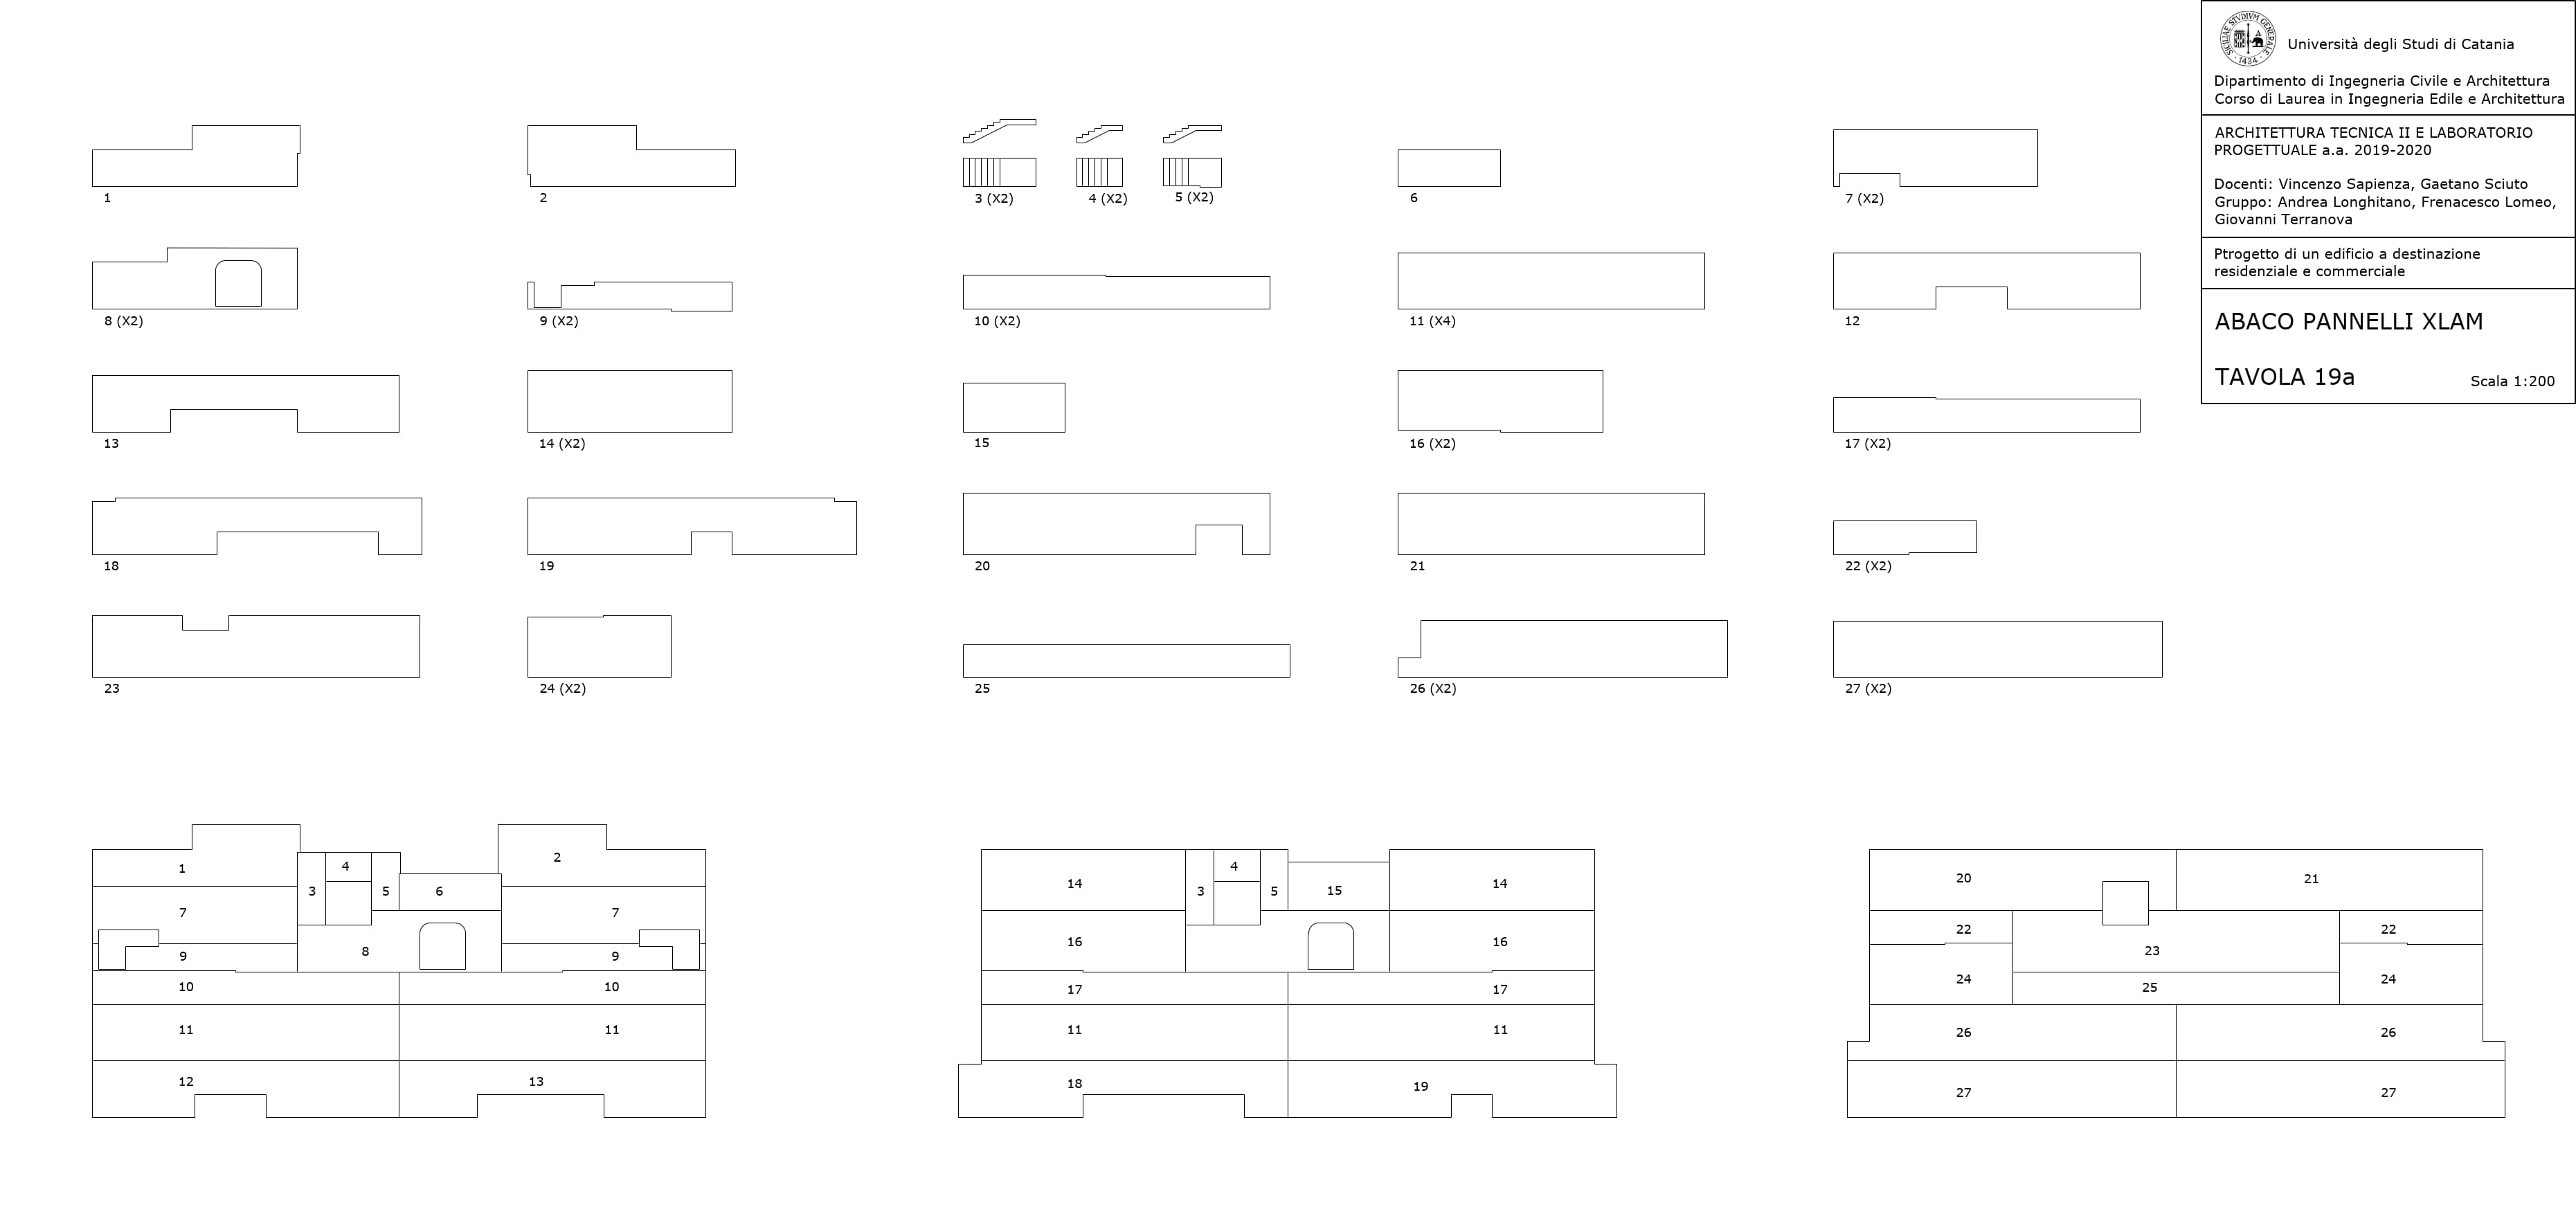 SICILIAE STVDIVM GENERALE
· 1434 ·
Università degli Studi di Catania
Dipartimento di Ingegneria Civile e Architettura
Corso di Laurea in Ingegneria Edile e Architettura
ARCHITETTURA TECNICA II E LABORATORIO
PROGETTUALE a.a. 2019-2020
Docenti: Vincenzo Sapienza, Gaetano Sciuto
Gruppo: Andrea Longhitano, Frenacesco Lomeo,
Giovanni Terranova
Ptrogetto di un edificio a destinazione
residenziale e commerciale
ABACO PANNELLI XLAM
TAVOLA 19a
Scala 1:200
1
2
3 (X2)
4 (X2)
5 (X2)
6
7 (X2)
8 (X2)
9 (X2)
10 (X2)
11 (X4)
12
13
14 (X2)
15
16 (X2)
17 (X2)
18
19
20
21
22 (X2)
23
24 (X2)
25
26 (X2)
27 (X2)
1
2
3
4
5
6
7
7
8
9
9
10
10
11
11
12
13
14
3
4
5
15
14
16
16
17
17
11
11
18
19
20
21
22
22
23
24
24
25
26
26
27
27